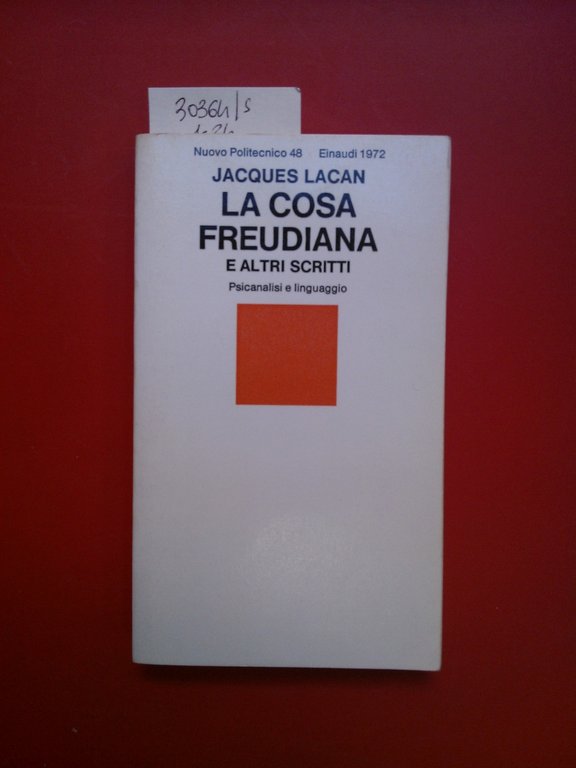 30364/s
Nuovo Politecnico 48 Einaudi 1972
JACQUES LACAN
LA COSA
FREUDIANA
E ALTRI SCRITTI
Psicanalisi e linguaggio